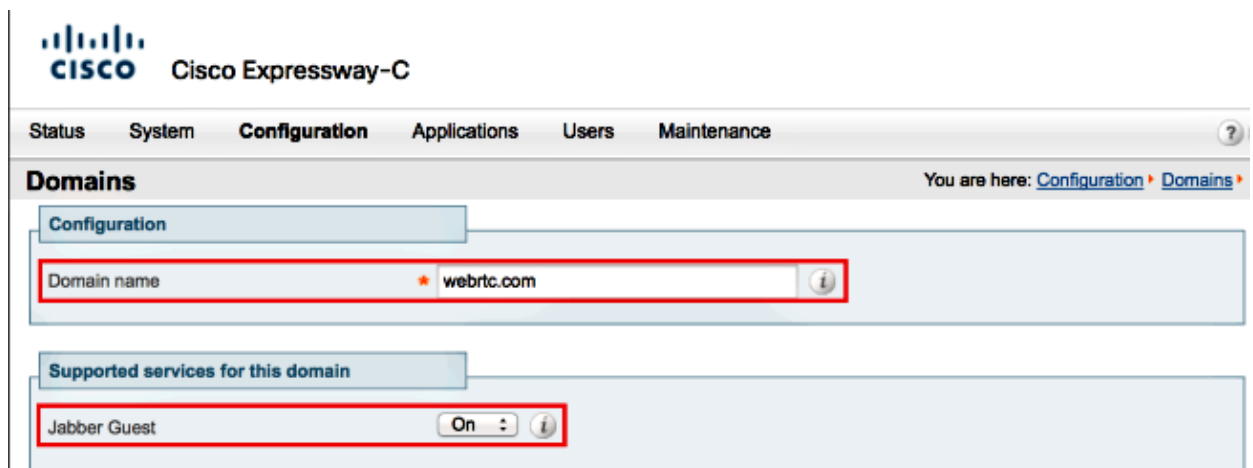 CISCO Cisco Expressway-C
Status System Configuration Applications Users Maintenance ?
Domains You are here: Configuration Domains
Configuration
Domain name * webrtc.com i
Supported services for this domain
Jabber Guest On i